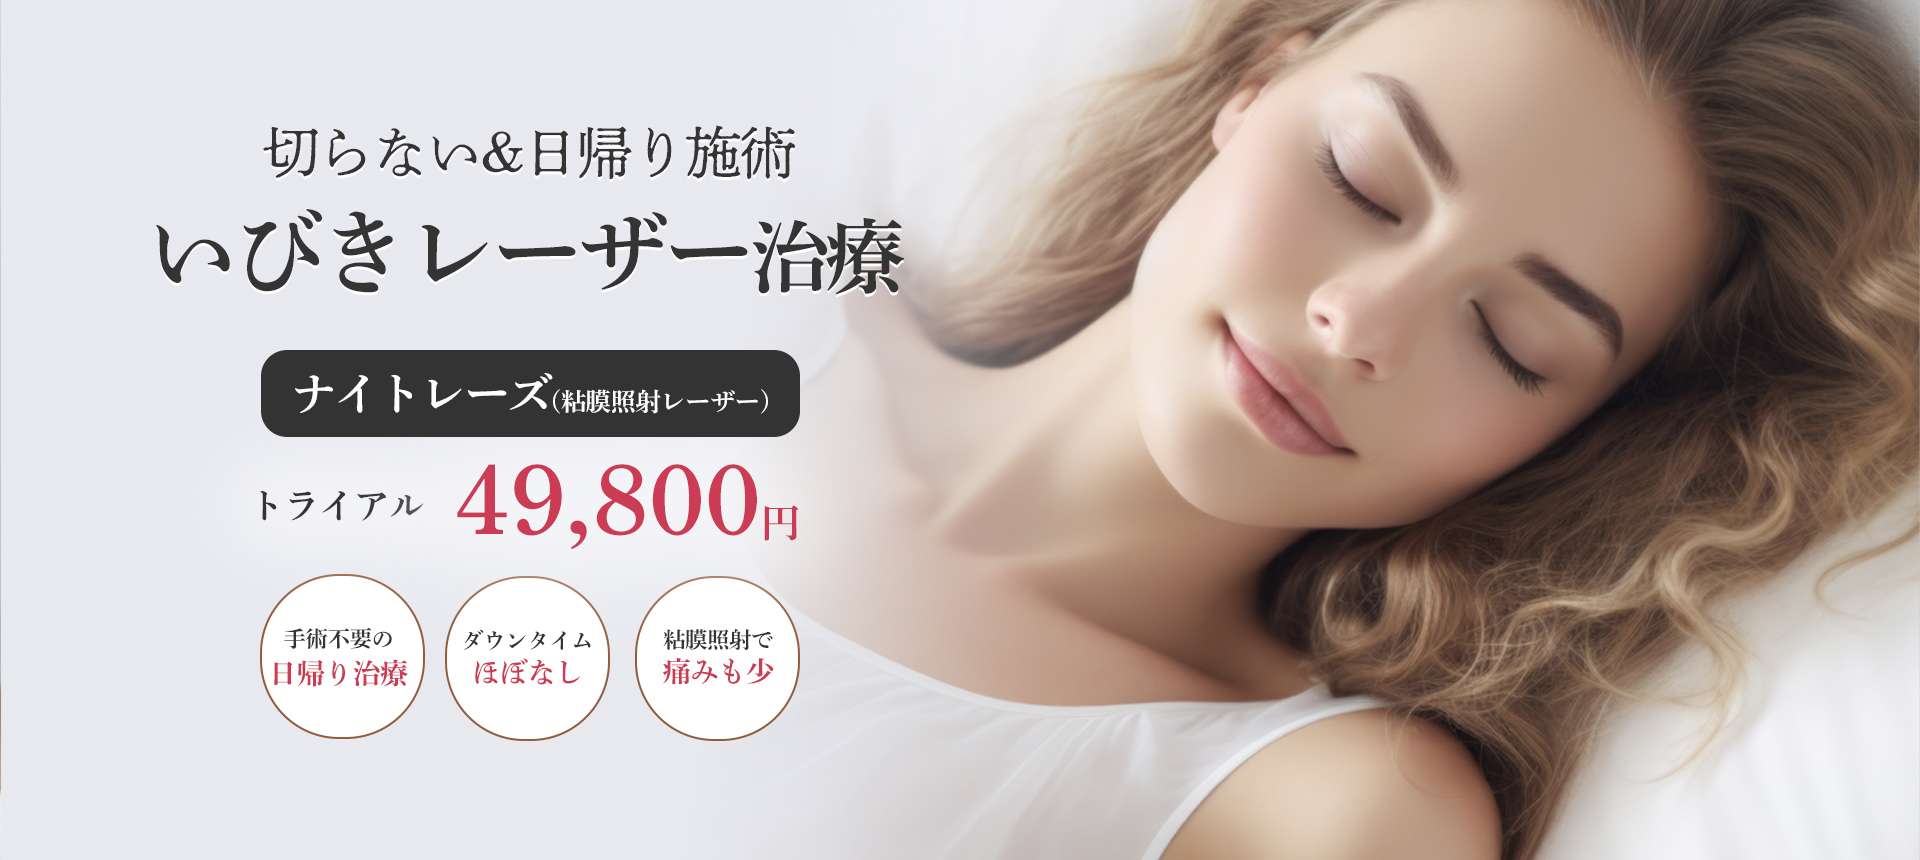 切らない&日帰り施術
いびきレーザー治療
ナイトレーズ(粘膜照射レーザー)
トライアル 49,800円
手術不要の
日帰り治療
ダウンタイム
ほぼなし
粘膜照射で
痛みも少